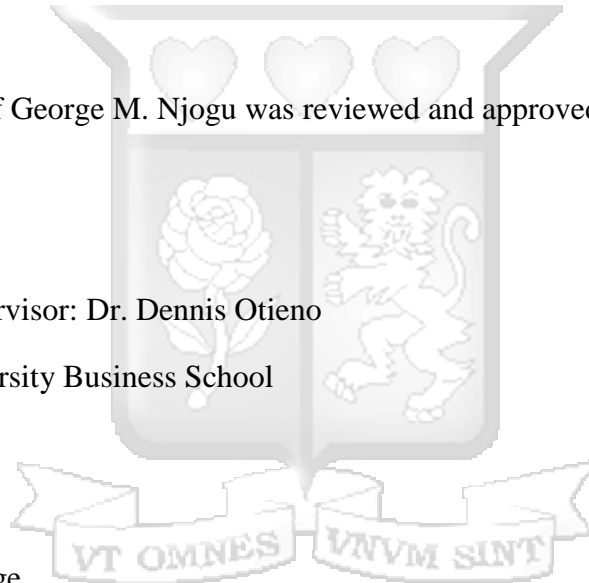 f George M. Njogu was reviewed and approved
rvisor: Dr. Dennis Otieno
rsity Business School
VT OMNES VNVM SINT
ge